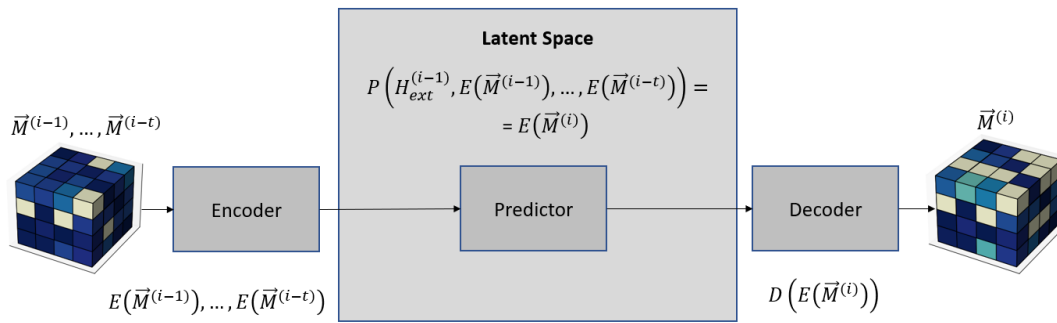 Latent Space
P(H_ext^(i−1), E(M⃗^(i−1)), …, E(M⃗^(i−t))) =
= E(M⃗^(i))
M⃗^(i−1), …, M⃗^(i−t)
M⃗^(i)
Encoder
Predictor
Decoder
E(M⃗^(i−1)), …, E(M⃗^(i−t))
D(E(M⃗^(i)))